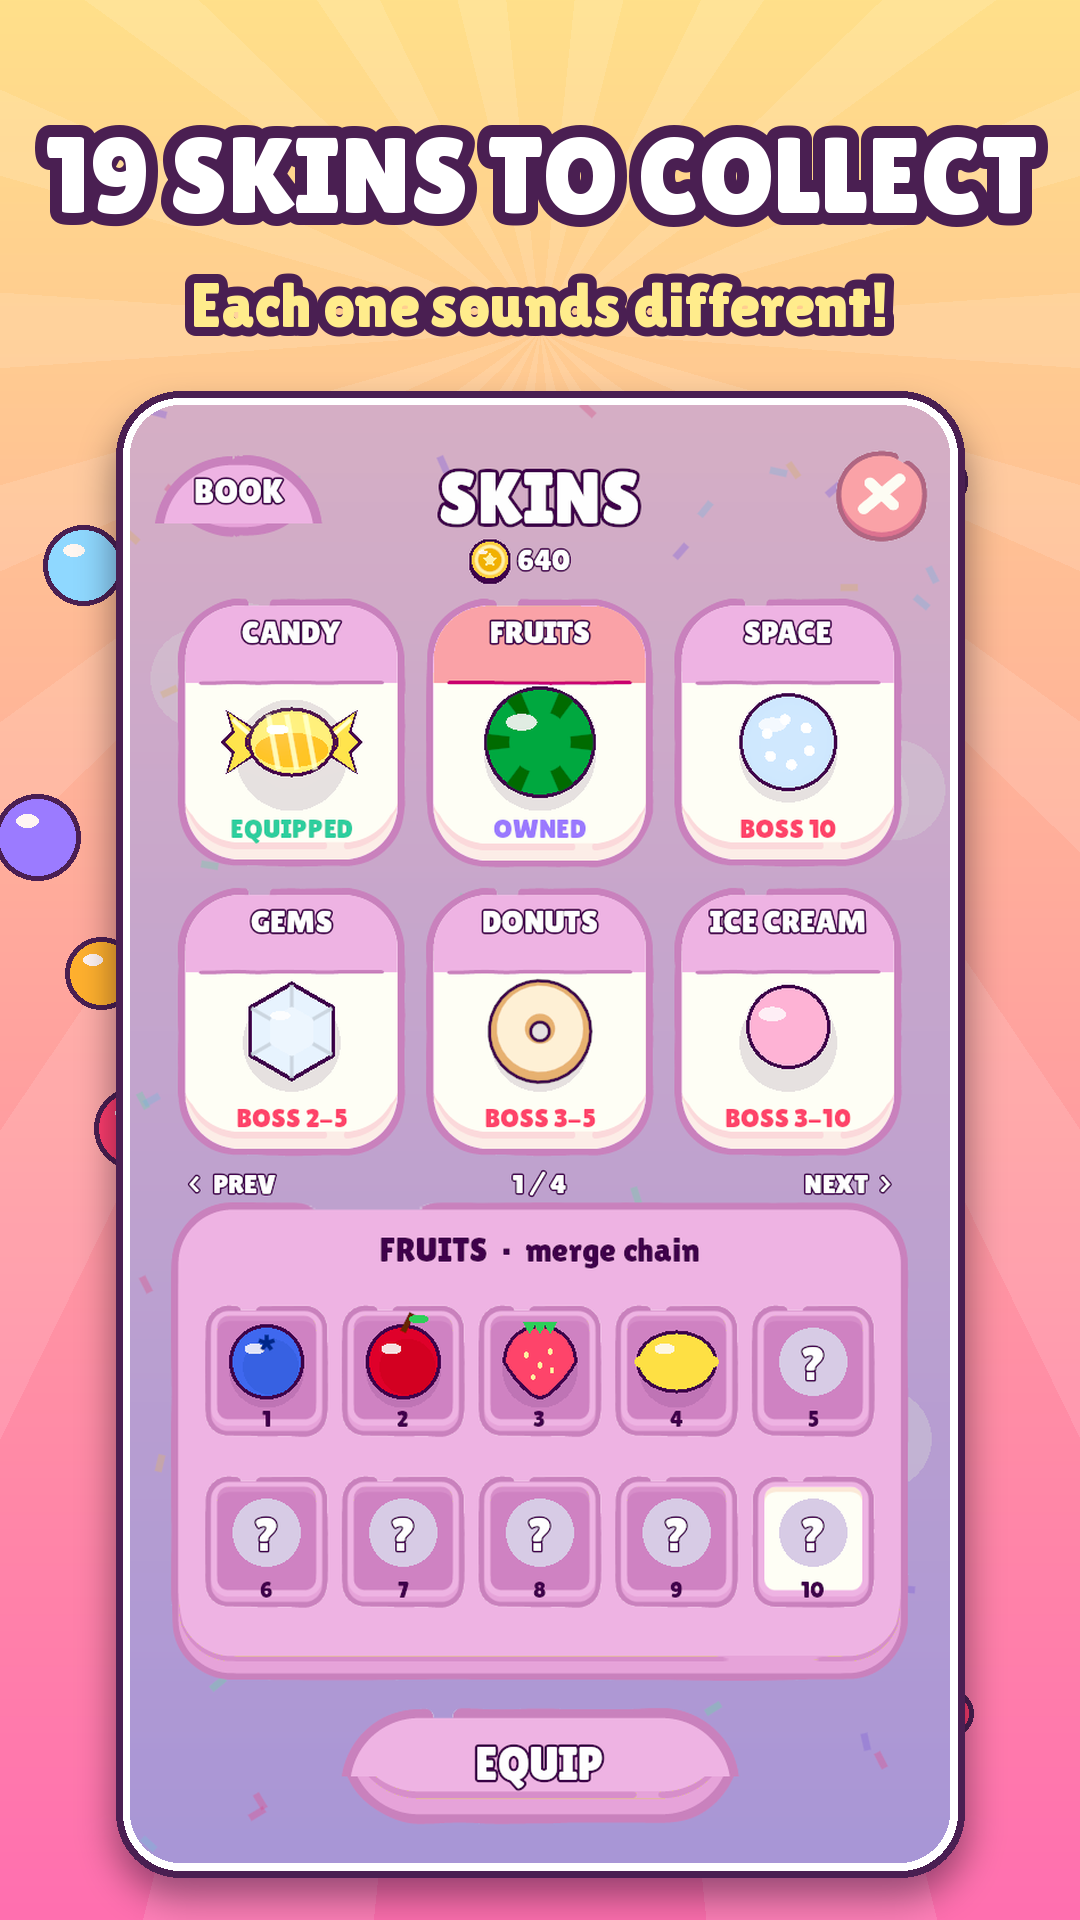 19 SKINS TO COLLECT
Each one sounds different!
BOOK
SKINS
640
CANDY
FRUITS
SPACE
EQUIPPED
OWNED
BOSS 10
GEMS
DONUTS
ICE CREAM
BOSS 2-5
BOSS 3-5
BOSS 3-10
< PREV
1/4
NEXT >
FRUITS · merge chain
1
2
3
4
?
5
?
6
?
7
?
8
?
9
?
10
EQUIP